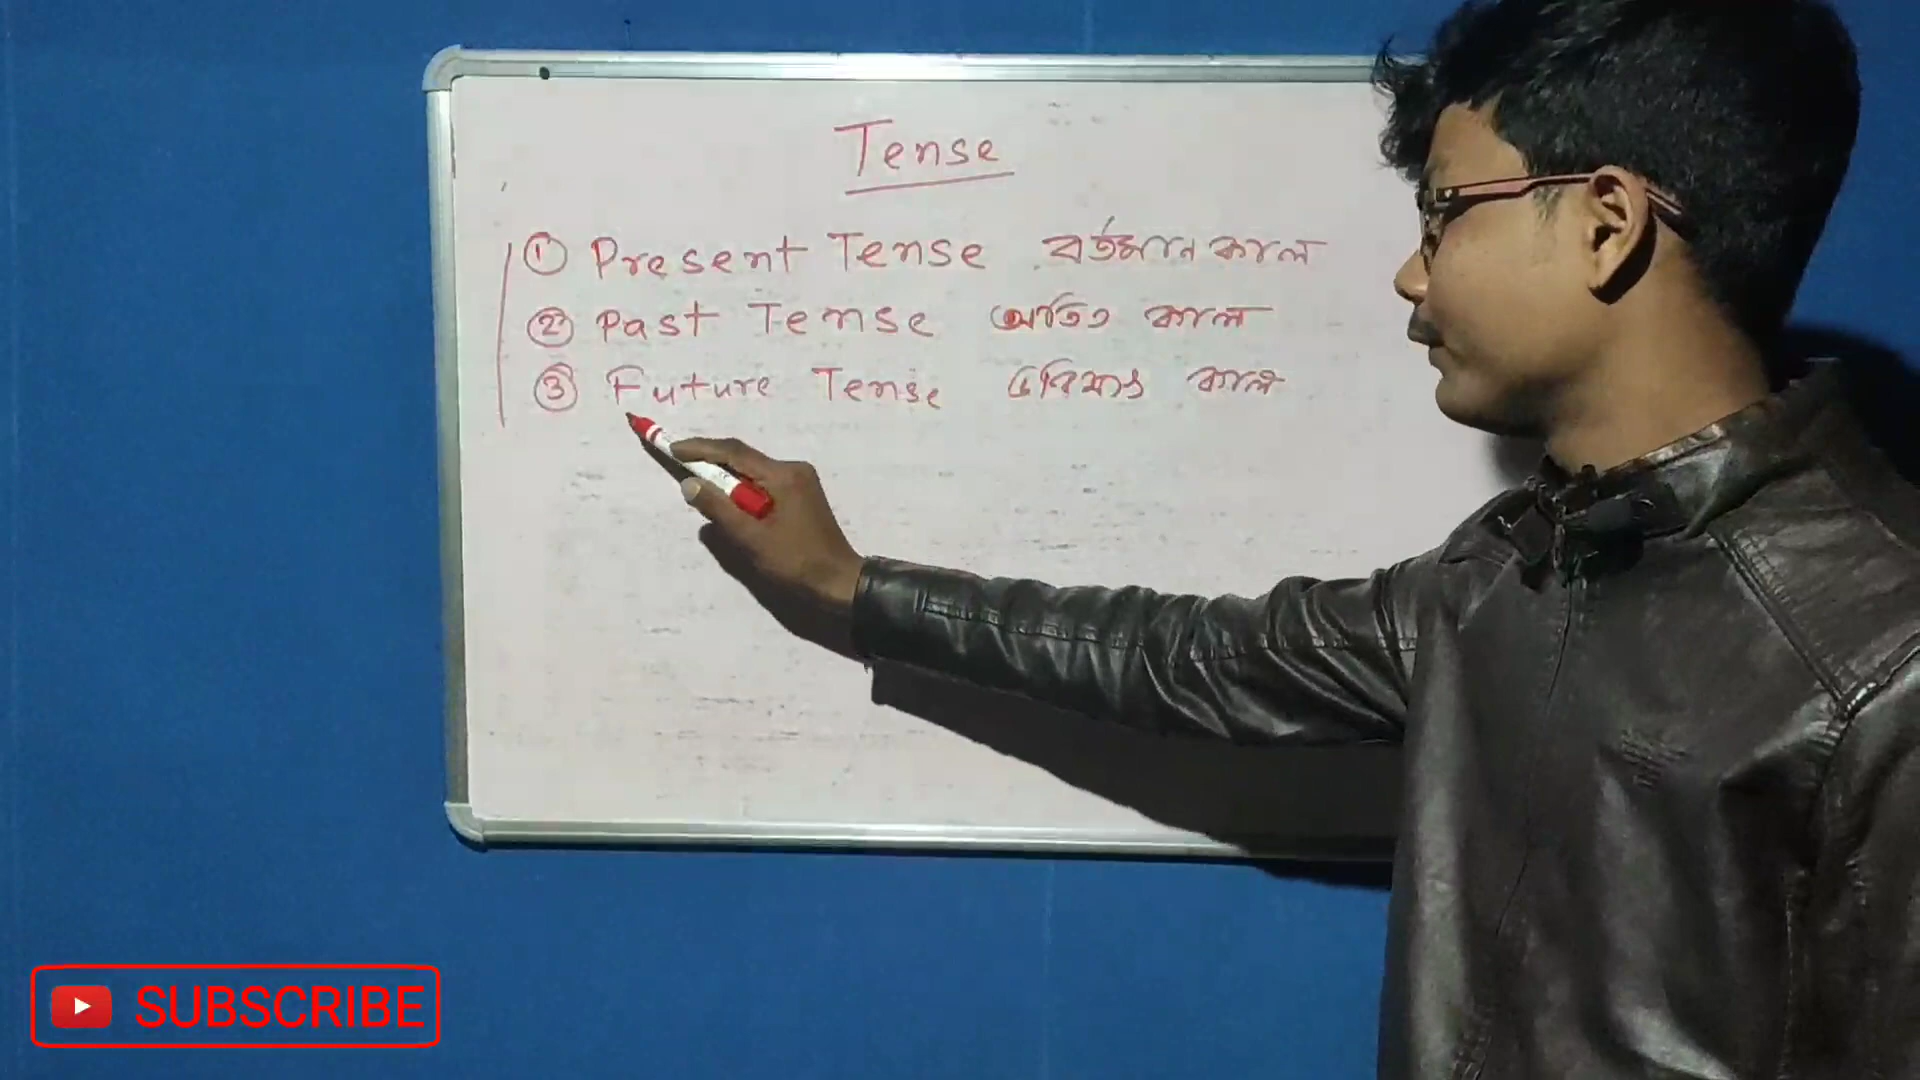 Tense
① Present Tense বর্তমান কাল
② Past Tense অতিত কাল
③ Future Tense ভবিষ্যৎ কাল
SUBSCRIBE